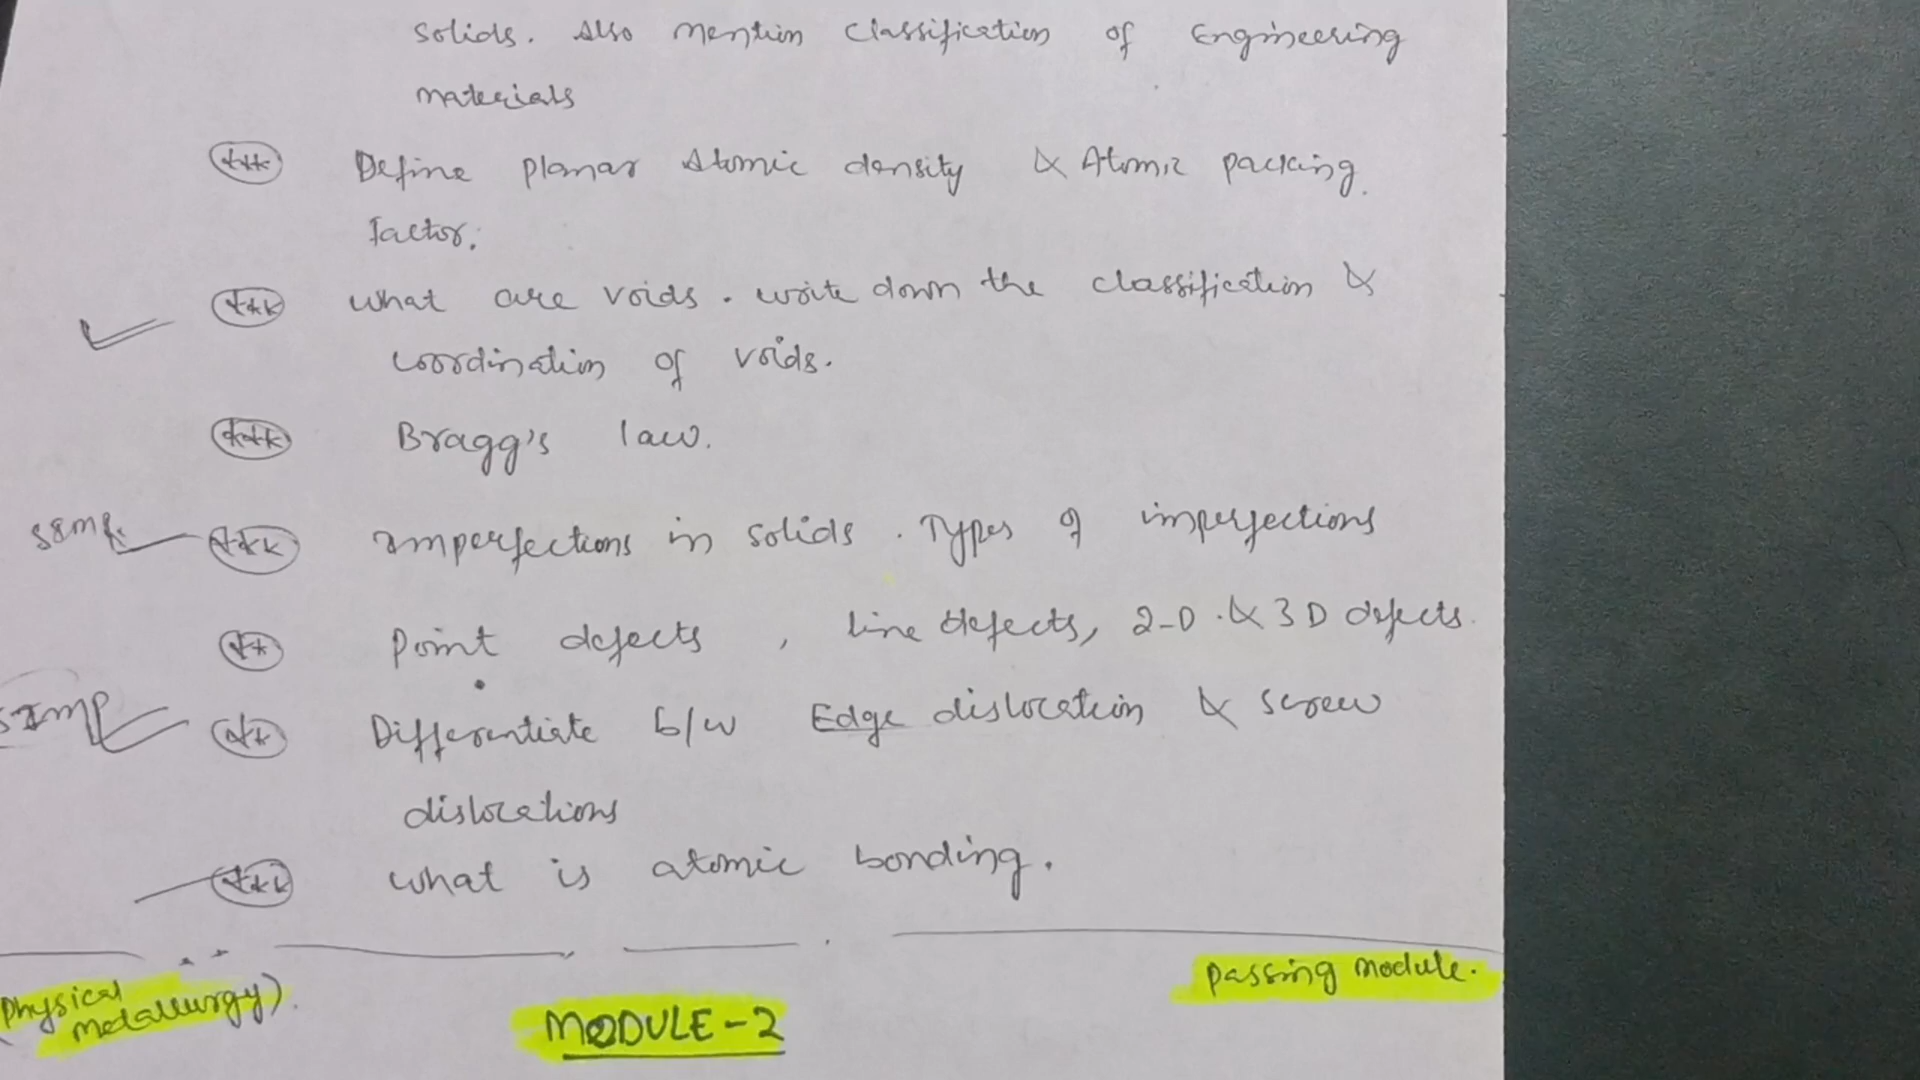 solids. Also mention classification of Engineering
materials
*** Define planar Atomic density & Atomic packing
factor.
*** what are voids. write down the classification &
coordination of voids.
*** Bragg's law.
*** Imperfections in solids. Types of imperfections
** Point defects, line defects, 2-D & 3D defects.
** Differentiate b/w Edge dislocation & screw
dislocations
*** what is atomic bonding.
passing module.
(Physical
metallurgy).
MODULE-2